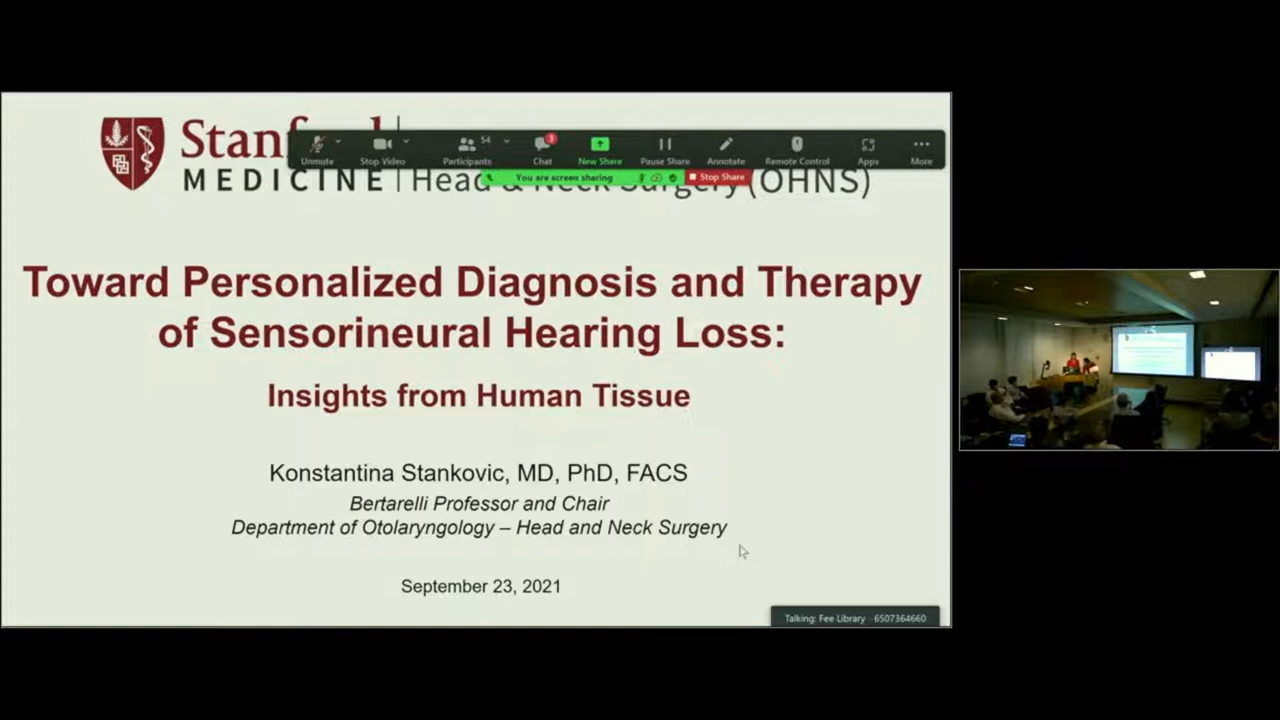 Stanford
MEDICINE
Head & Neck Surgery (OHNS)
Unmute
Stop Video
54
Participants
3
Chat
New Share
Pause Share
Annotate
Remote Control
Apps
More
You are screen sharing
Stop Share
Toward Personalized Diagnosis and Therapy
of Sensorineural Hearing Loss:
Insights from Human Tissue
Konstantina Stankovic, MD, PhD, FACS
Bertarelli Professor and Chair
Department of Otolaryngology – Head and Neck Surgery
September 23, 2021
Talking: Fee Library - 6507364660